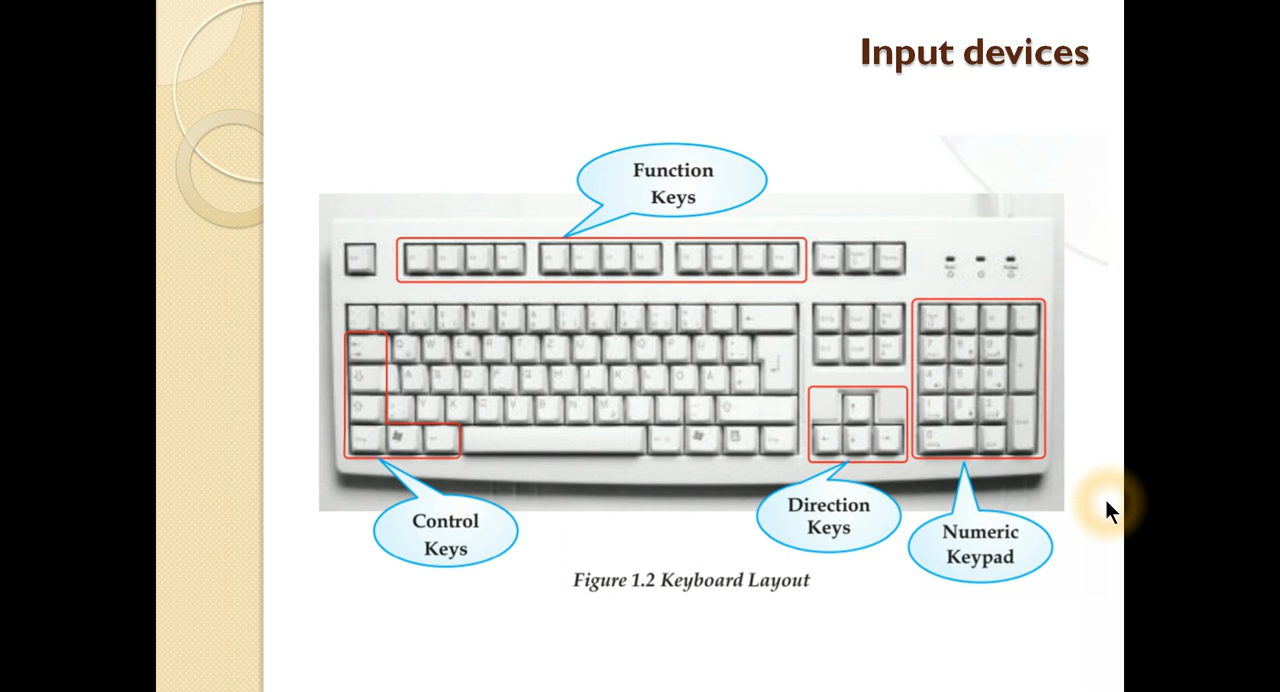 Input devices
Function
Keys
Control
Keys
Direction
Keys
Numeric
Keypad
Figure 1.2 Keyboard Layout